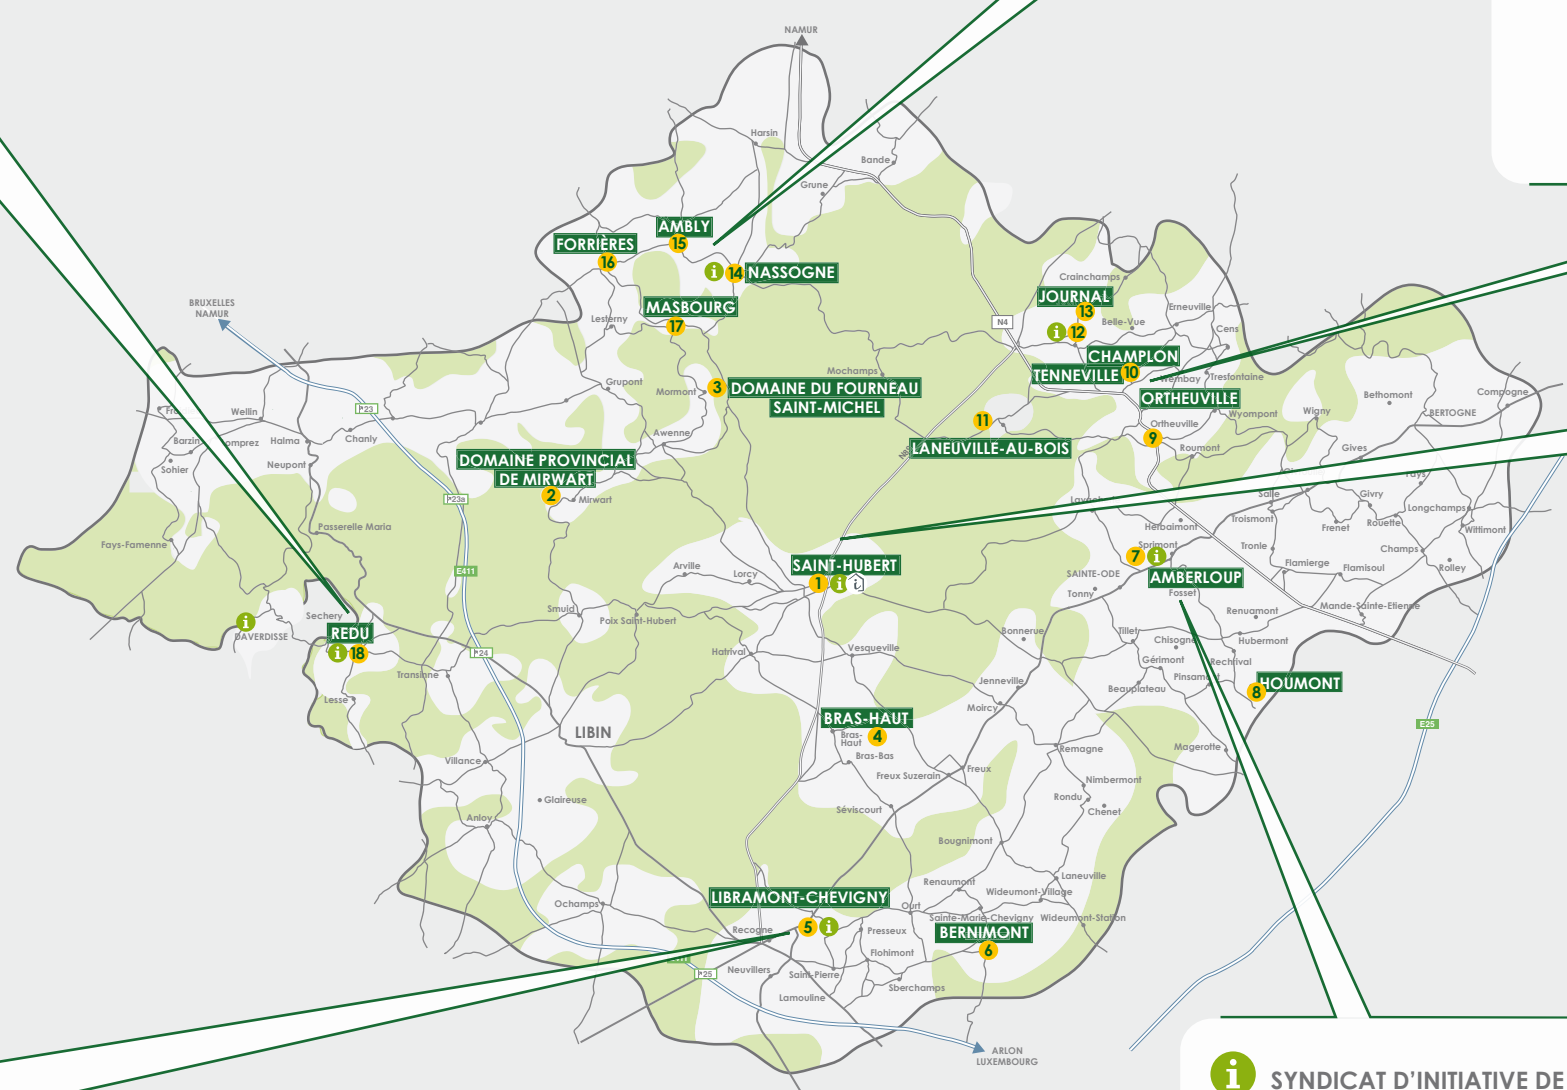 NAMUR
Harsin
Bande
Grune
AMBLY
15
FORRIÈRES
16
i
14
NASSOGNE
Crainchamps
JOURNAL
13
i
12
Belle-Vue
Erneuville
Cens
BRUXELLES
NAMUR
MASBOURG
17
Lesterny
N4
CHAMPLON
TENNEVILLE
10
Wembay
Tresfontaine
ORTHEUVILLE
Ortheuville
9
Wyompont
Wigny
Bethomont
Compogne
BERTOGNE
Roumont
Gives
Mochamps
Grupont
Mormont
3
DOMAINE DU FOURNEAU
SAINT-MICHEL
11
LANEUVILLE-AU-BOIS
Awenne
23
Wellin
Halma
Chanly
Barzin
Sohier
Neupont
DOMAINE PROVINCIAL
DE MIRWART
2
Mirwart
23a
Passerelle Maria
Fays-Famenne
E411
Salle
Givry
Troismont
Frenet
Rouette
Longchamps
Wittimont
Herbaimont
Sprimont
7
i
AMBERLOUP
Fosset
Tronle
Flamierge
Flamisoul
Champs
Rolley
SAINTE-ODE
Tonny
Renuamont
Mande-Sainte-Etienne
SAINT-HUBERT
1
i
i
Arville
Lorcy
Smuid
Poix Saint-Hubert
Hatrival
Vesqueville
Bonnerue
Tillet
Chisogne
Hubermont
Gérimont
Rechrival
Beauplateau
8
HOUMONT
Jenneville
Moircy
Magerotte
E25
i
DAVERDISSE
Sechery
REDU
i
18
24
Transinne
Lesse
LIBIN
Villance
Glaireuse
Anloy
BRAS-HAUT
Bras-
Haut
4
Bras-Bas
Freux Suzerain
Freux
Remagne
Nimbermont
Rondu
Chenet
Séviscourt
Bougnimont
Renaumont
Laneuville
Wideumont-Village
Sainte-Marie-Chevigny
Wideumont-Station
Ourt
BERNIMONT
6
LIBRAMONT-CHEVIGNY
5
i
Ochamps
Recogne
Presseux
Flohimont
Neuvillers
25
Saint-Pierre
Sberchamps
Lamouline
ARLON
LUXEMBOURG
i
SYNDICAT D'INITIATIVE DE